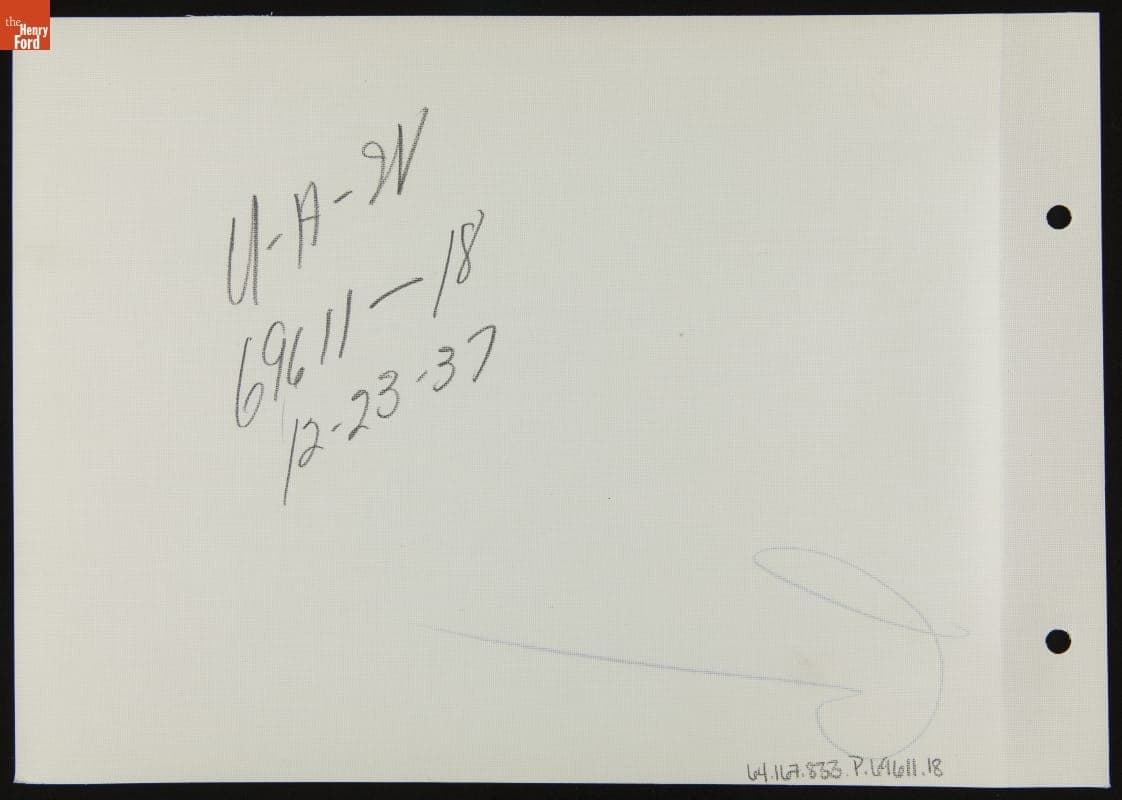 the
Henry
Ford
U-A-W
69611-18
12-23-37
64.167.833.P.69611.18